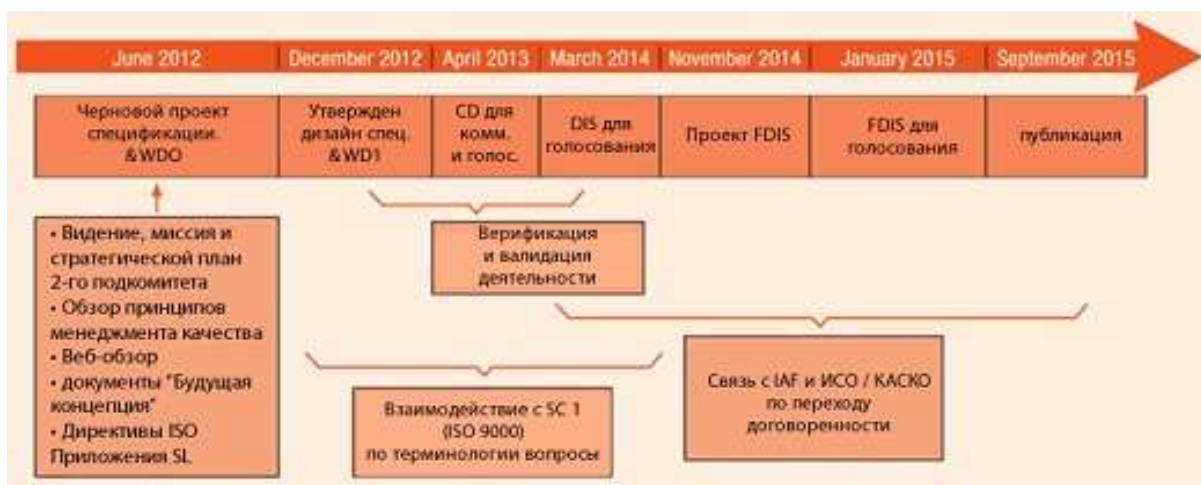 June 2012
December 2012
April 2013
March 2014
November 2014
January 2015
September 2015
Черновой проект
спецификации.
&WDO
Утвержден
дизайн спец.
&WD1
CD для
комм.
и голос.
DIS для
голосования
Проект FDIS
FDIS для
голосования
публикация
• Видение, миссия и
стратегической план
2-го подкомитета
• Обзор принципов
менеджмента качества
• Веб-обзор
• документы "Будущая
концепция"
• Директивы ISO
Приложения SL
Верификация
и валидация
деятельности
Взаимодействие с SC 1
(ISO 9000)
по терминологии вопросы
Связь с IAF и ИСО / КАСКО
по переходу
договоренности